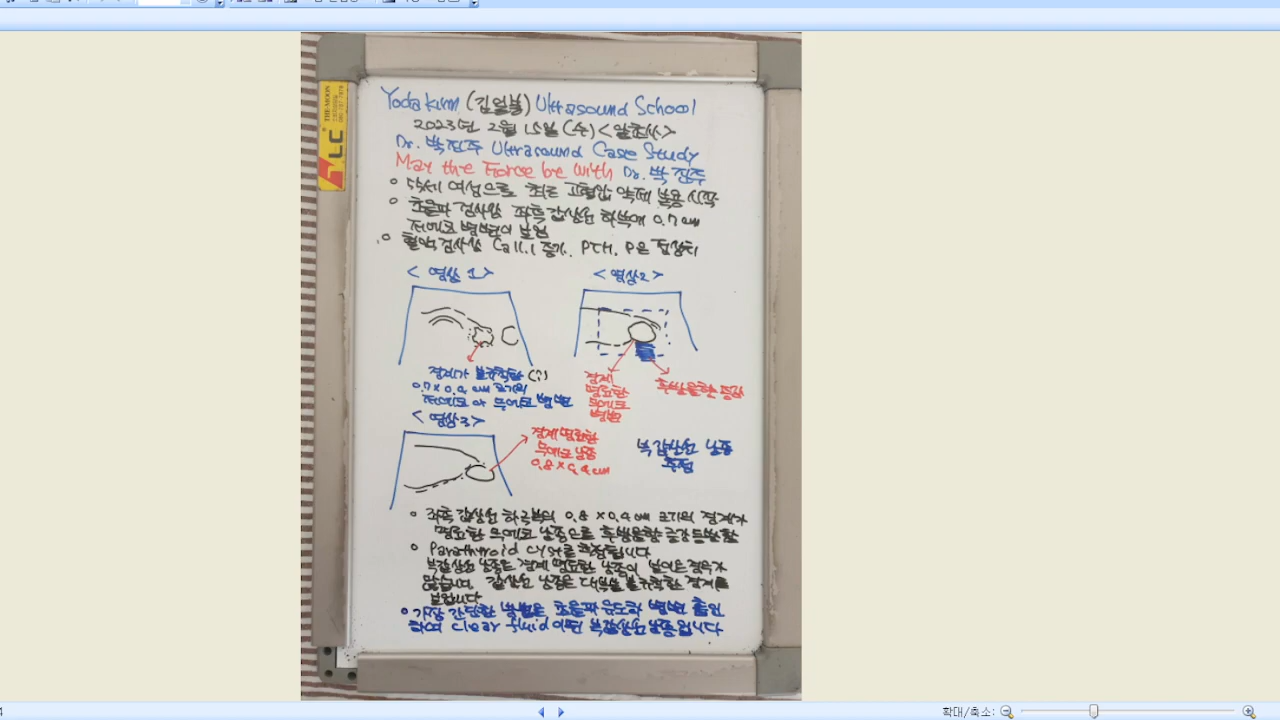 Yoda kim (김일봉) Ultrasound School
2023년 2월 15일 (수) <일초사>
Dr. 박진주 Ultrasound Case Study
May the Force be with Dr. 박진주
여성으로 최근 고혈압 약제 복용 시작
초음파 검사상 좌측 갑상선 하부에 0.7cm
저에코 병변이 보임
혈액검사상 Ca 11.1 증가, PTH, P은 정상치
<영상 1>
<영상2>
경계가 불규칙한 (?)
0.7 x 0.4 cm 크기의
저에코 or 무에코 병변
경계
명료한
무에코
병변
후방음향 증강
<영상3>
경계 명료한
무에코 낭종
0.8 x 0.4 cm
부갑상선 낭종
추정
좌측 갑상선 하극부의 0.8 x 0.4 cm 크기의 경계가
명료한 무에코 낭종으로 후방음향 증강 동반함
Parathyroid cyst로 추정됩니다
부갑상선 낭종은 경계 명료한 낭종이 보이는 경우가
많습니다. 갑상선 낭종은 대부분 불규칙한 경계를
보입니다
가장 간단한 방법은 초음파 유도하 병변 흡인
하여 clear fluid 이면 부갑상선 낭종입니다
THE-MOON
LC
확대/축소: